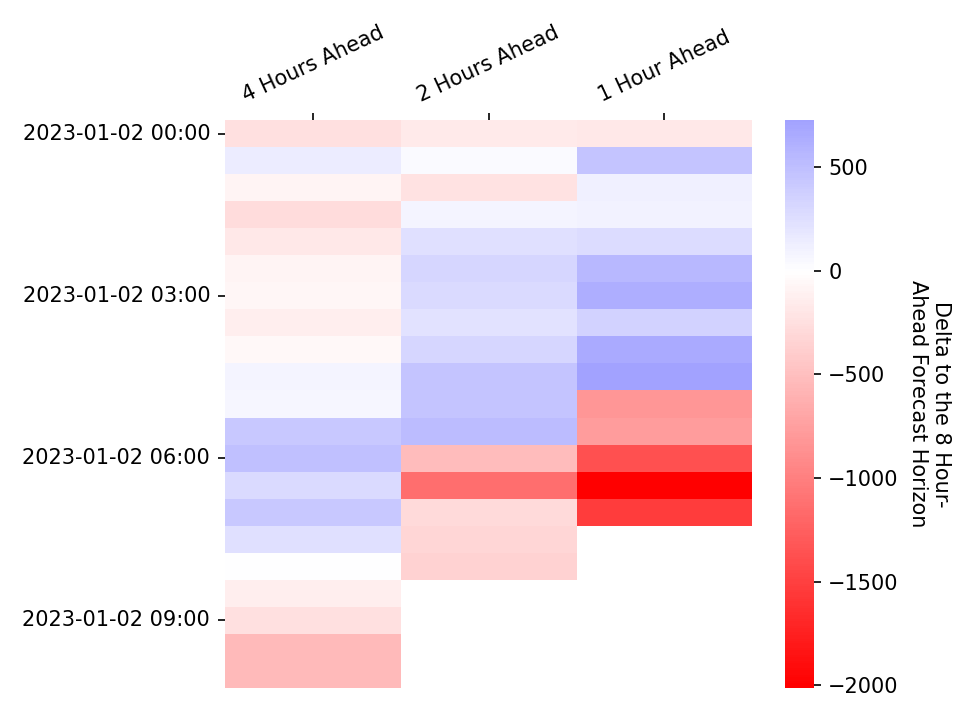 4 Hours Ahead
2 Hours Ahead
1 Hour Ahead
2023-01-02 00:00
2023-01-02 03:00
2023-01-02 06:00
2023-01-02 09:00
500
0
−500
−1000
−1500
−2000
Delta to the 8 Hour-
Ahead Forecast Horizon